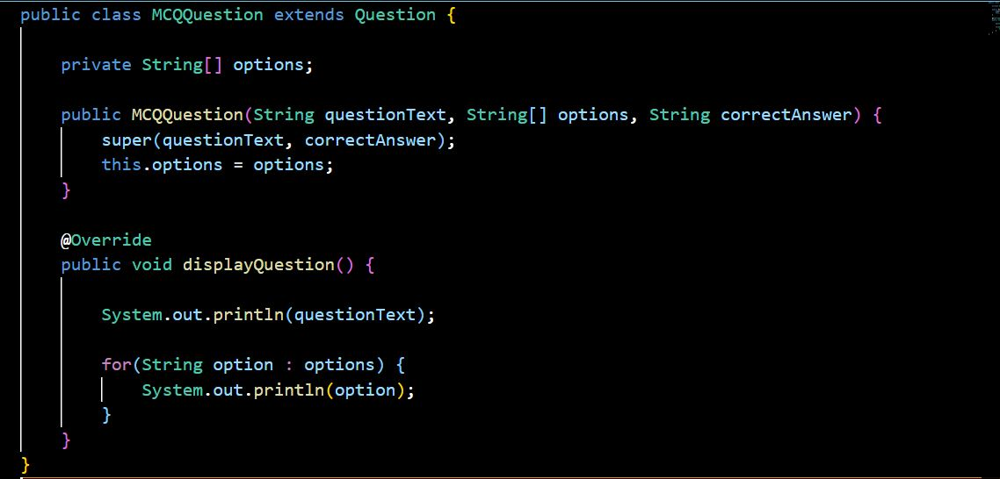 public class MCQQuestion extends Question {
private String[] options;
public MCQQuestion(String questionText, String[] options, String correctAnswer) {
super(questionText, correctAnswer);
this.options = options;
}
@Override
public void displayQuestion() {
System.out.println(questionText);
for(String option : options) {
System.out.println(option);
}
}
}